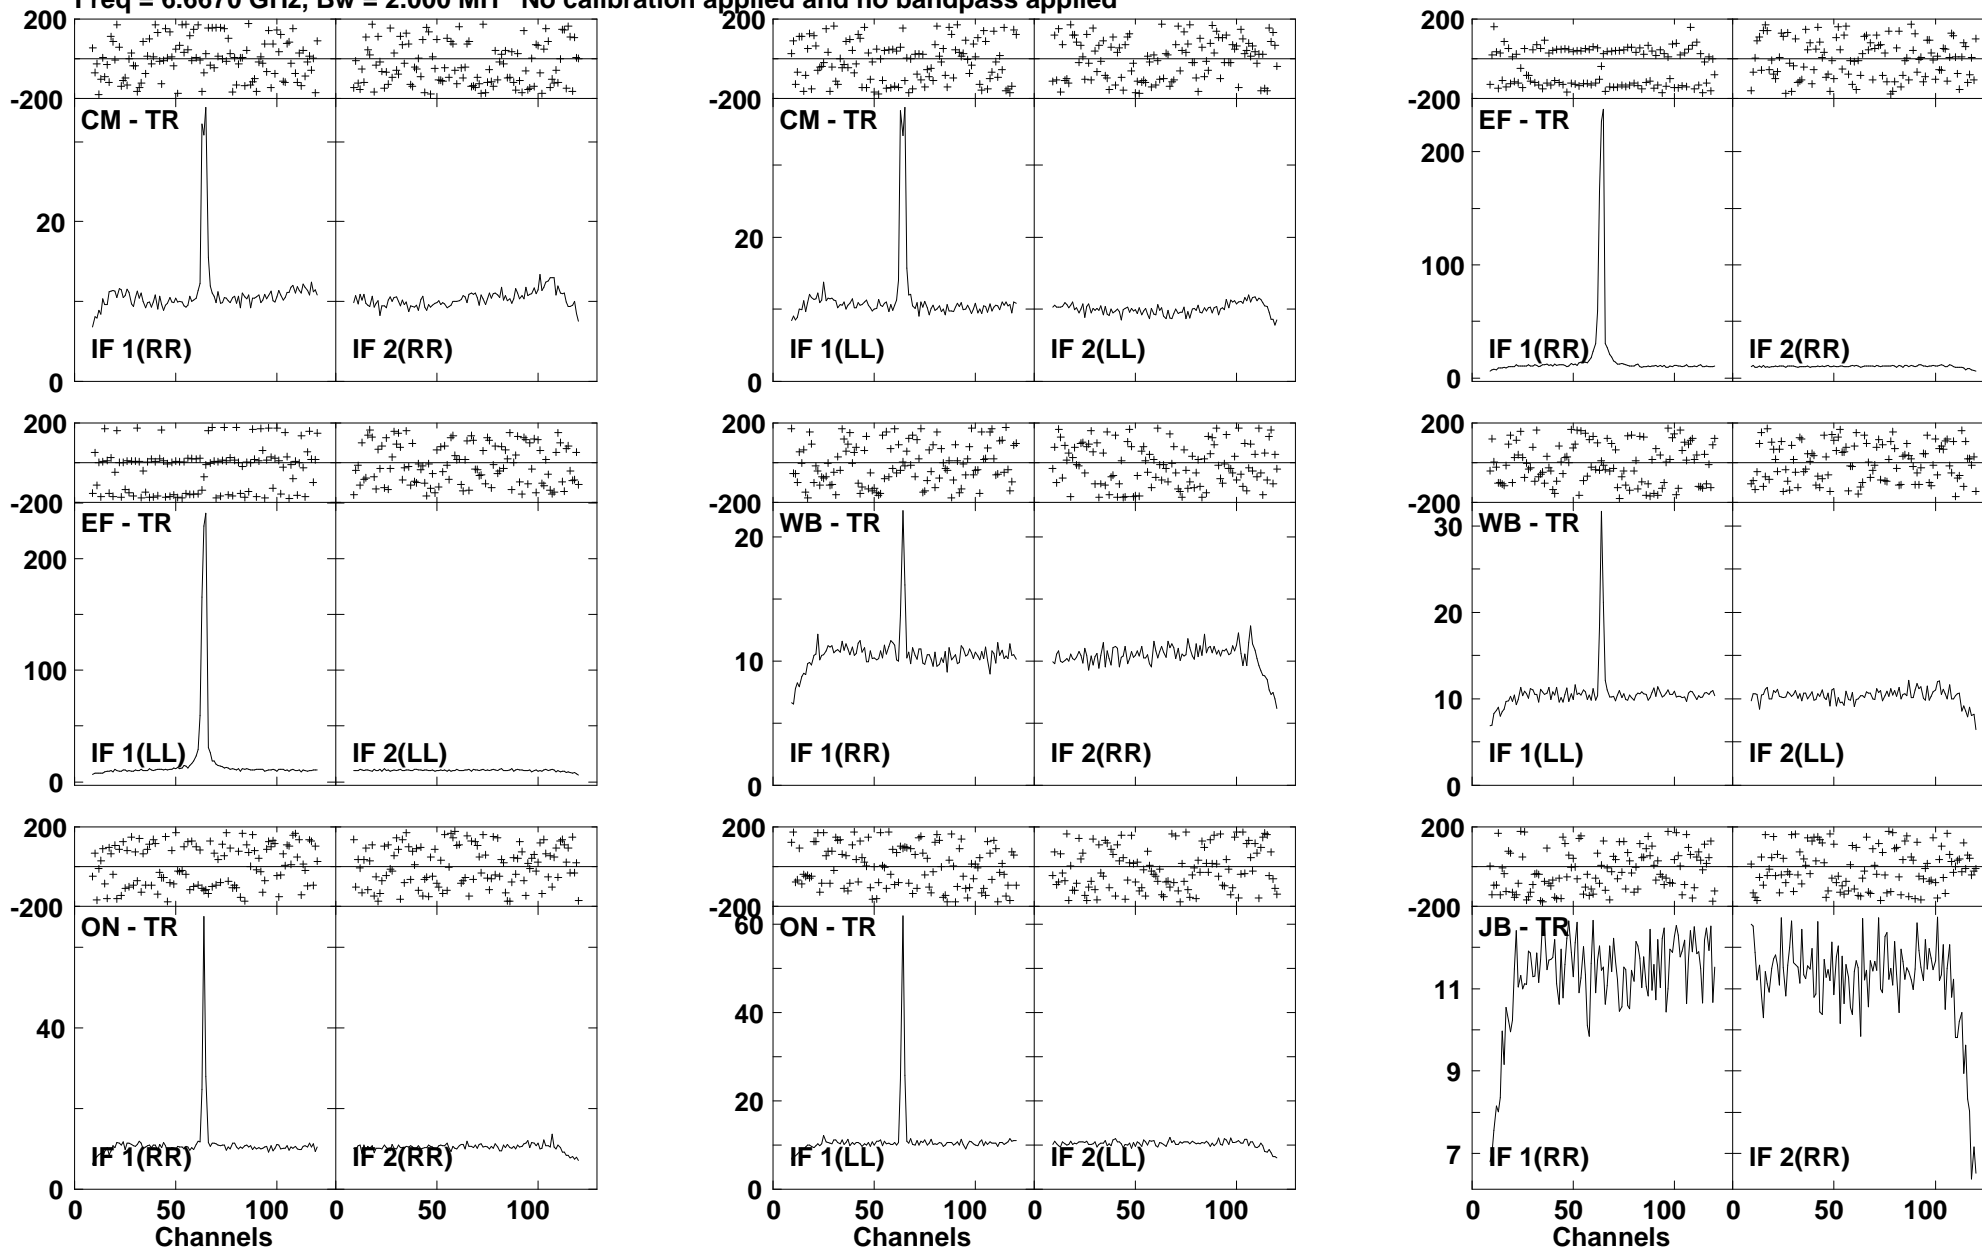 Freq = 6.6670 GHz, Bw = 2.000 MH No calibration applied and no bandpass applied
200 200 200
-200 -200 -200
CM - TR CM - TR EF - TR
200
20 20
100
IF 1(RR) IF 2(RR) IF 1(LL) IF 2(LL) IF 1(RR) IF 2(RR)
0 0 0
200 200 200
-200 -200 -200
EF - TR WB - TR WB - TR
200 20 30
20
100 10 10
IF 1(LL) IF 2(LL) IF 1(RR) IF 2(RR) IF 1(LL) IF 2(LL)
0 0 0
200 200 200
-200 -200 -200
ON - TR 60 ON - TR JB - TR
40 40 11
20 9
IF 1(RR) IF 2(RR) IF 1(LL) IF 2(LL) 7 IF 1(RR) IF 2(RR)
0 0
0 50 100 0 50 100 0 50 100 0 50 100 0 50 100 0 50 100
Channels Channels Channels